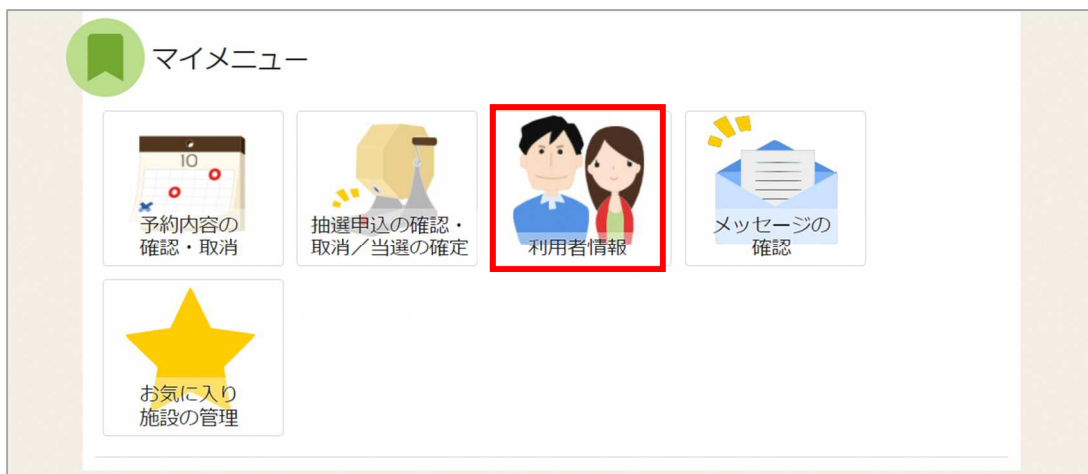 マイメニュー
10
予約内容の
確認・取消
抽選申込の確認・
取消／当選の確定
利用者情報
メッセージの
確認
お気に入り
施設の管理